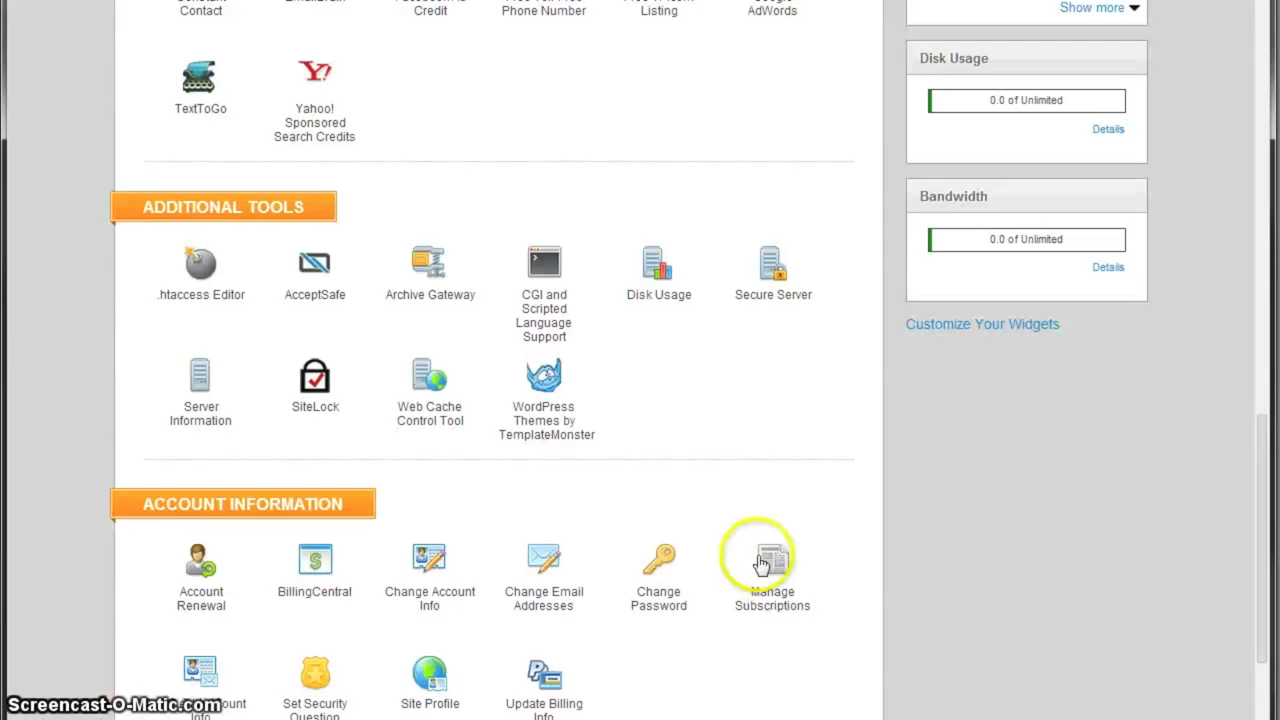 Contact
Credit
Phone Number
Listing
AdWords
Show more
TextToGo
Yahoo!
Sponsored
Search Credits
Disk Usage
0.0 of Unlimited
Details
Bandwidth
0.0 of Unlimited
Details
Customize Your Widgets
ADDITIONAL TOOLS
.htaccess Editor
AcceptSafe
Archive Gateway
CGI and
Scripted
Language
Support
Disk Usage
Secure Server
Server
Information
SiteLock
Web Cache
Control Tool
WordPress
Themes by
TemplateMonster
ACCOUNT INFORMATION
Account
Renewal
BillingCentral
Change Account
Info
Change Email
Addresses
Change
Password
Manage
Subscriptions
Set Security
Question
Site Profile
Update Billing
Info
Screencast-O-Matic.com